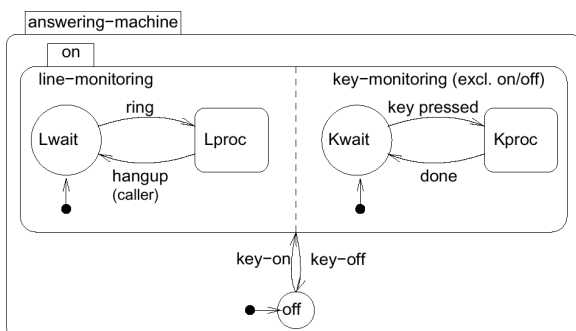 answering−machine
on
line−monitoring
key−monitoring (excl. on/off)
ring
key pressed
Lwait
Lproc
Kwait
Kproc
hangup
(caller)
done
key−on
key−off
off